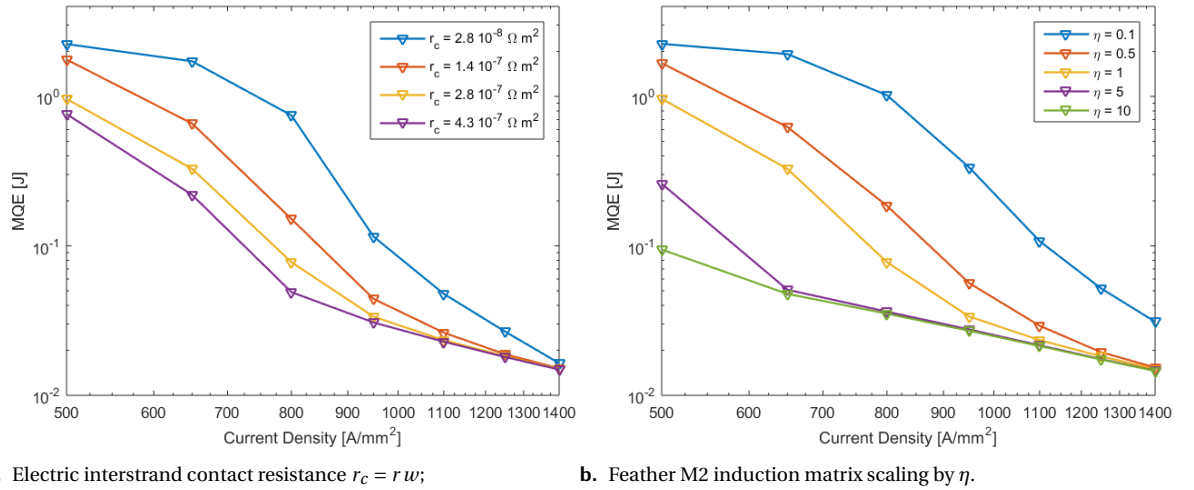 MQE [J]
10^0
10^-1
10^-2
r_c = 2.8 10^-8 Ω m^2
r_c = 1.4 10^-7 Ω m^2
r_c = 2.8 10^-7 Ω m^2
r_c = 4.3 10^-7 Ω m^2
500 600 700 800 900 1000 1100 1200 1300 1400
Current Density [A/mm^2]
Electric interstrand contact resistance r_c = r w;
MQE [J]
10^0
10^-1
10^-2
η = 0.1
η = 0.5
η = 1
η = 5
η = 10
500 600 700 800 900 1000 1100 1200 1300 1400
Current Density [A/mm^2]
b. Feather M2 induction matrix scaling by η.